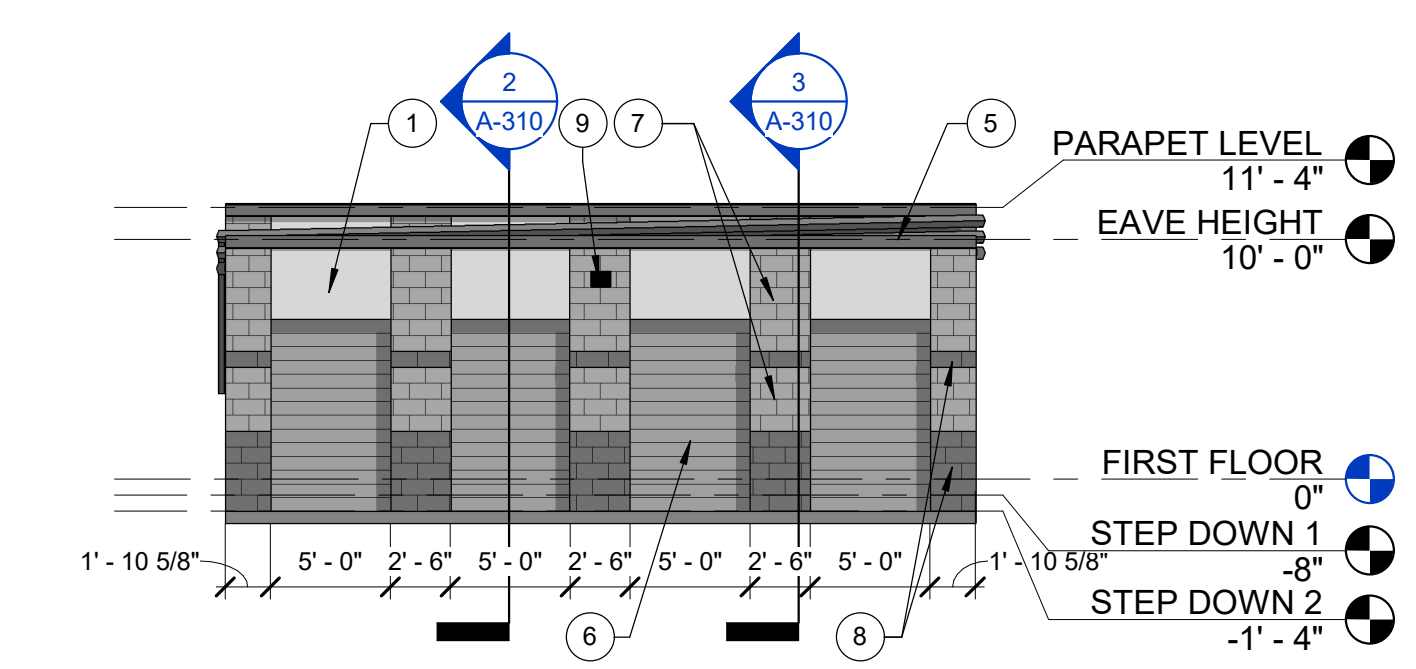 2
A-310
3
A-310
1
9
7
5
PARAPET LEVEL
11' - 4"
EAVE HEIGHT
10' - 0"
FIRST FLOOR
0"
STEP DOWN 1
-8"
STEP DOWN 2
-1' - 4"
1' - 10 5/8"
5' - 0"
2' - 6"
5' - 0"
2' - 6"
5' - 0"
2' - 6"
5' - 0"
1' - 10 5/8"
6
8